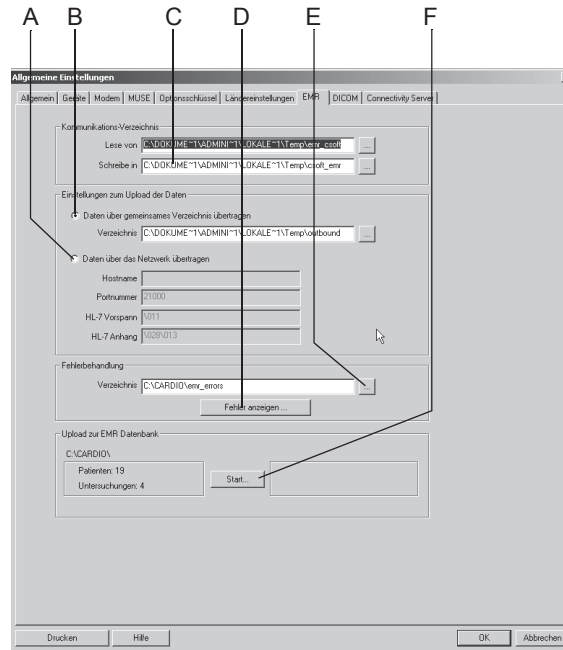 A B C D E F
Allgemeine Einstellungen
Allgemein Geräte Modem MUSE Optionsschlüssel Ländereinstellungen EMR DICOM Connectivity Server
Kommunikations-Verzeichnis
Lese von C:\DOKUME~1\ADMINI~1\LOKALE~1\Temp\emr_csoft ...
Schreibe in C:\DOKUME~1\ADMINI~1\LOKALE~1\Temp\csoft_emr ...
Einstellungen zum Upload der Daten
Daten über gemeinsames Verzeichnis übertragen
Verzeichnis C:\DOKUME~1\ADMINI~1\LOKALE~1\Temp\outbound ...
Daten über das Netzwerk übertragen
Hostname
Portnummer 21000
HL-7 Vorspann \011
HL-7 Anhang \028\013
Fehlerbehandlung
Verzeichnis C:\CARDIO\emr_errors ...
Fehler anzeigen ...
Upload zur EMR Datenbank
C:\CARDIO\
Patienten: 19
Untersuchungen: 4
Start...
Drucken Hilfe OK Abbrechen